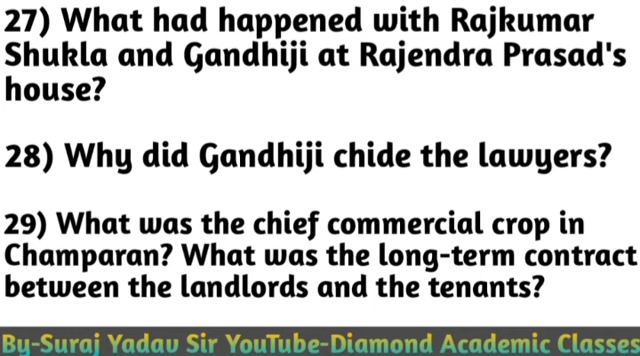 27) What had happened with Rajkumar
Shukla and Gandhiji at Rajendra Prasad's
house?
28) Why did Gandhiji chide the lawyers?
29) What was the chief commercial crop in
Champaran? What was the long-term contract
between the landlords and the tenants?
By-Suraj Yadav Sir YouTube-Diamond Academic Classes